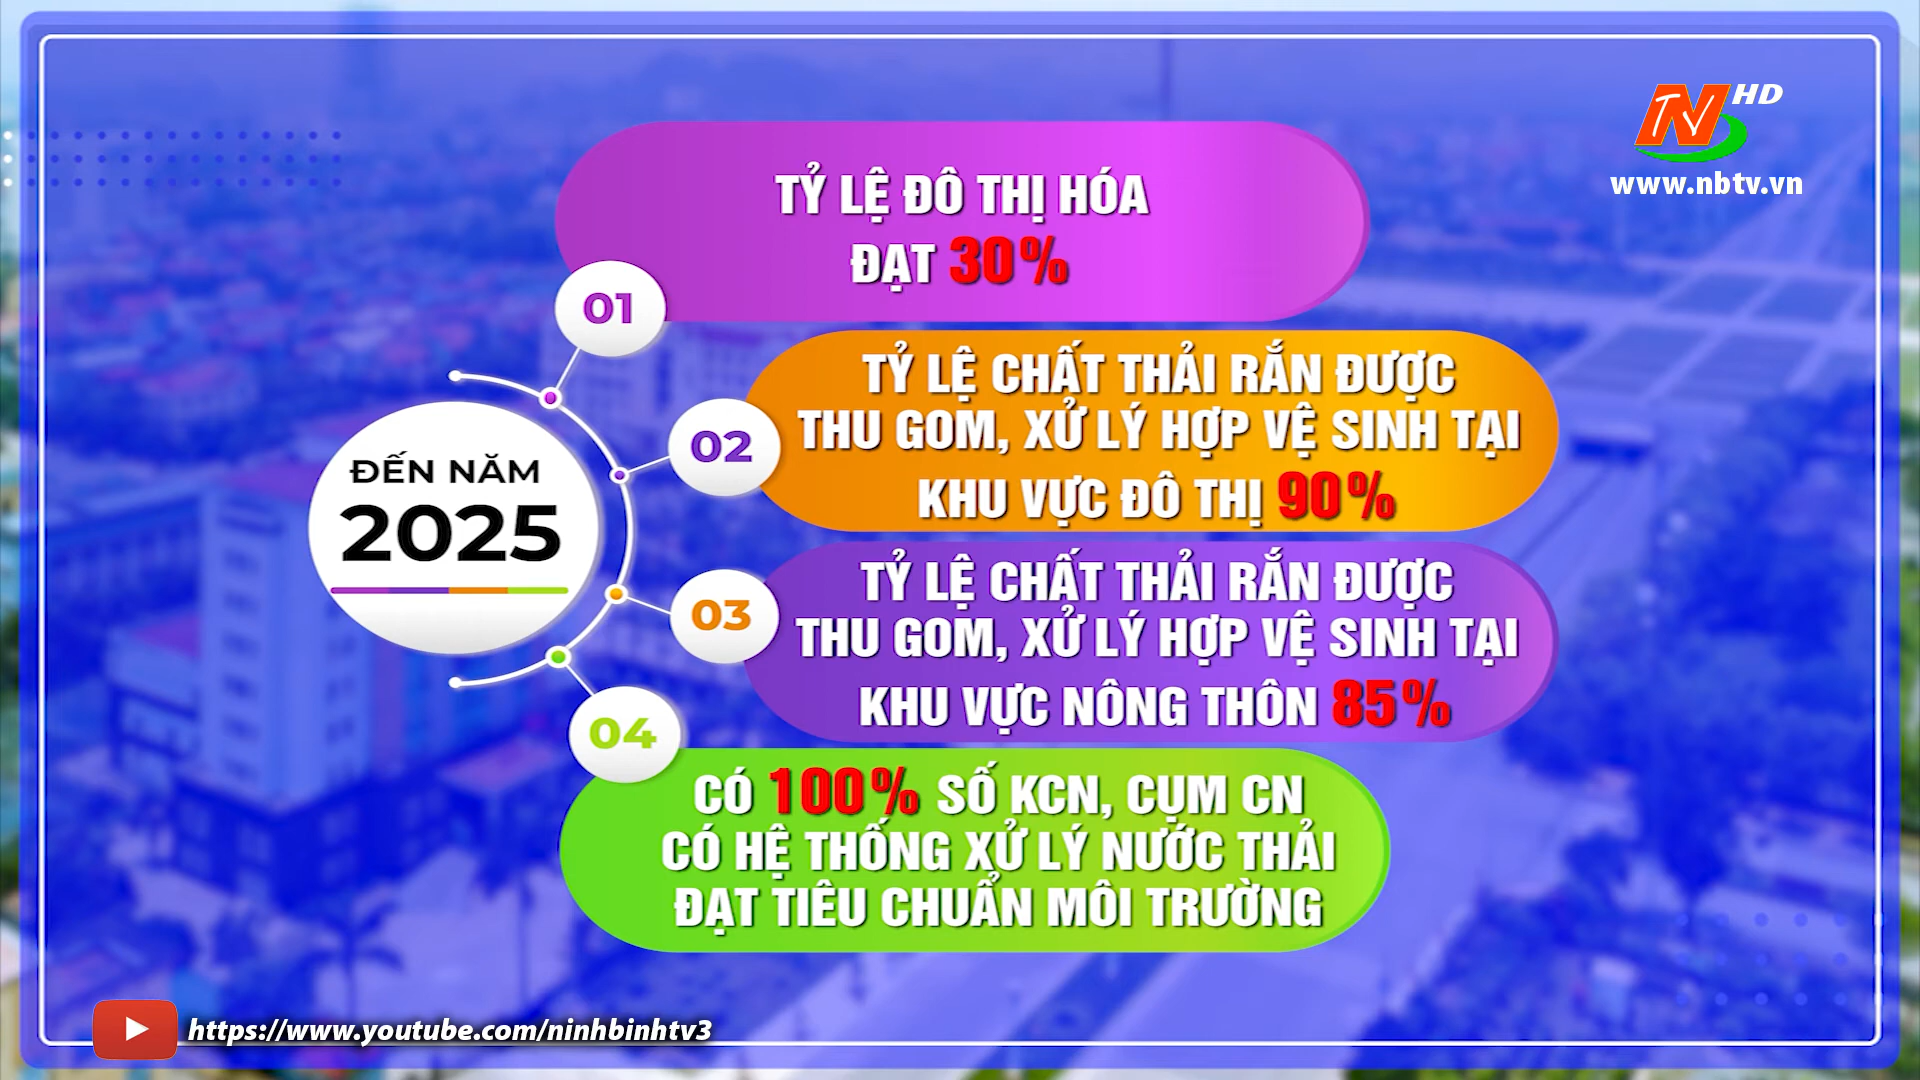 TV N HD
www.nbtv.vn
ĐẾN NĂM
2025
01
TỶ LỆ ĐÔ THỊ HÓA
ĐẠT 30%
02
TỶ LỆ CHẤT THẢI RẮN ĐƯỢC
THU GOM, XỬ LÝ HỢP VỆ SINH TẠI
KHU VỰC ĐÔ THỊ 90%
03
TỶ LỆ CHẤT THẢI RẮN ĐƯỢC
THU GOM, XỬ LÝ HỢP VỆ SINH TẠI
KHU VỰC NÔNG THÔN 85%
04
CÓ 100% SỐ KCN, CỤM CN
CÓ HỆ THỐNG XỬ LÝ NƯỚC THẢI
ĐẠT TIÊU CHUẨN MÔI TRƯỜNG
https://www.youtube.com/ninhbinhtv3